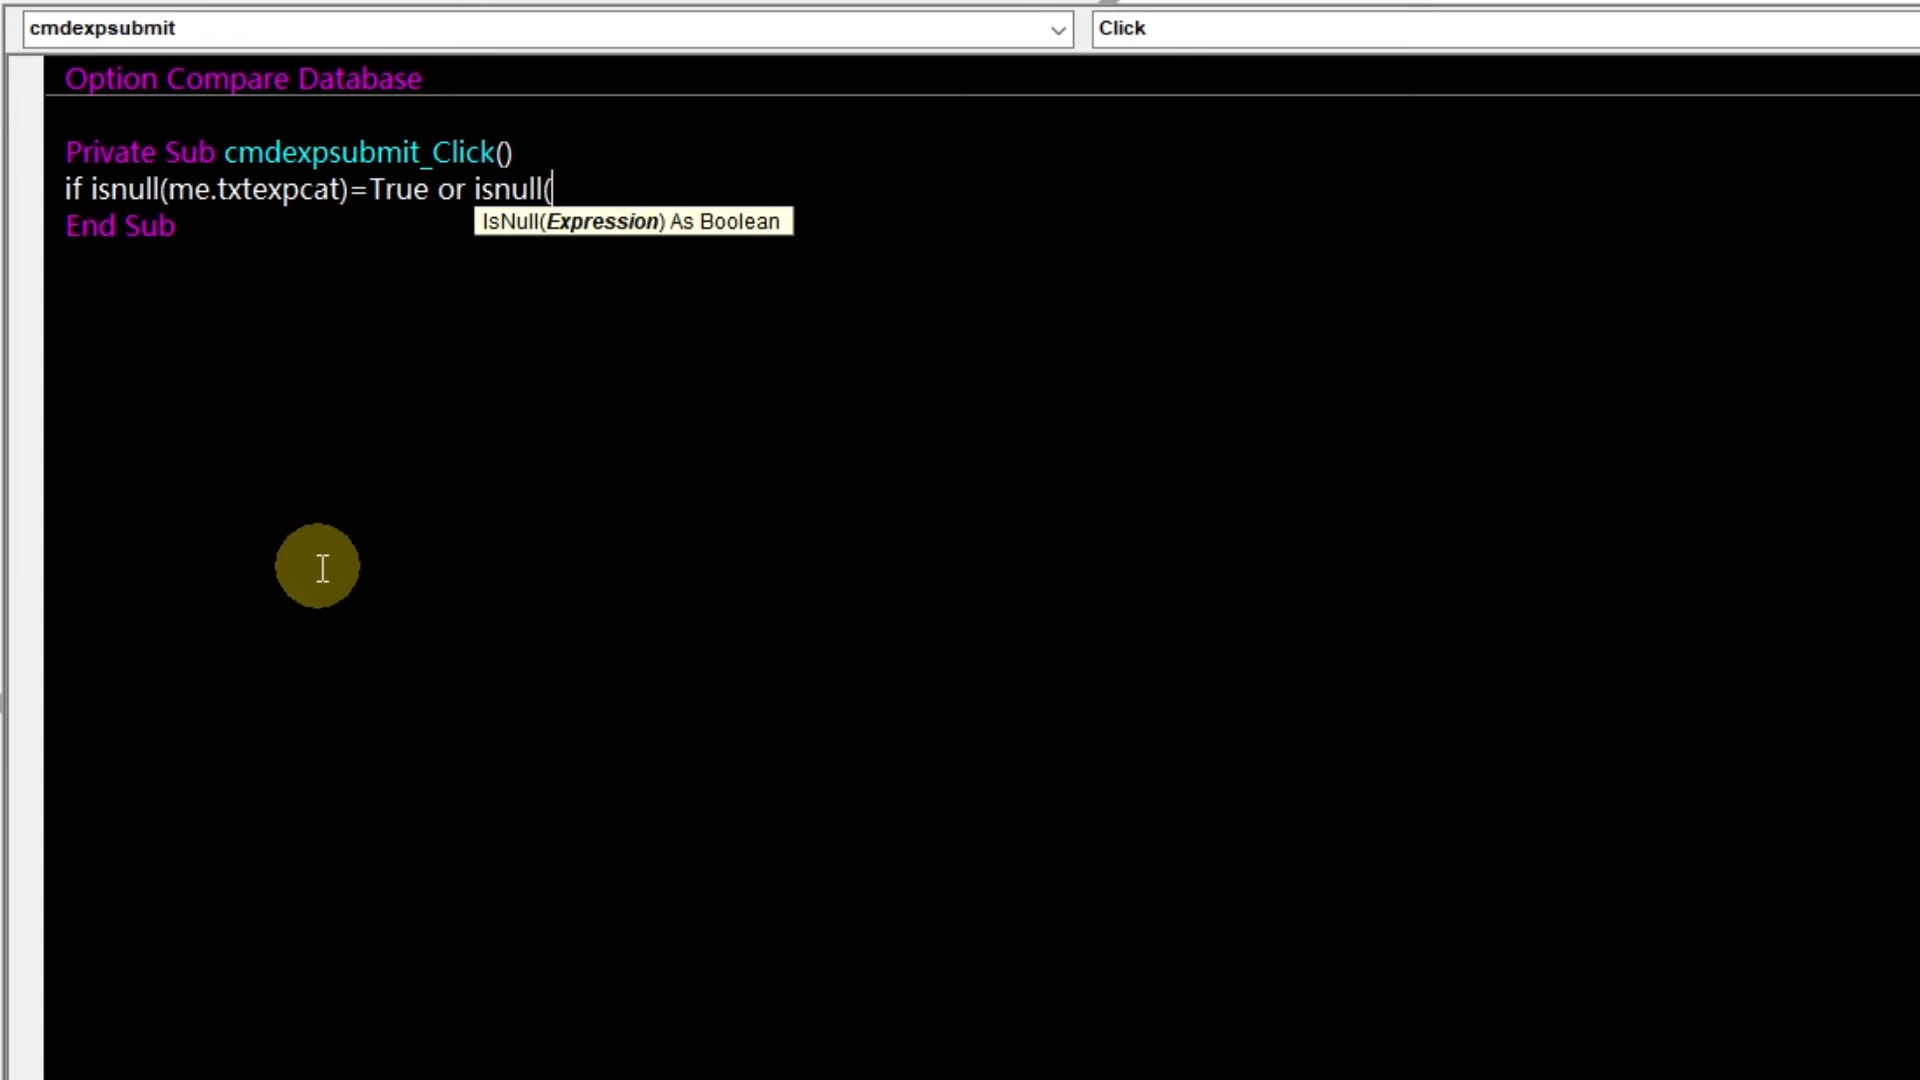 cmdexpsubmit
Click
Option Compare Database
Private Sub cmdexpsubmit_Click()
if isnull(me.txtexpcat)=True or isnull(
IsNull(Expression) As Boolean
End Sub